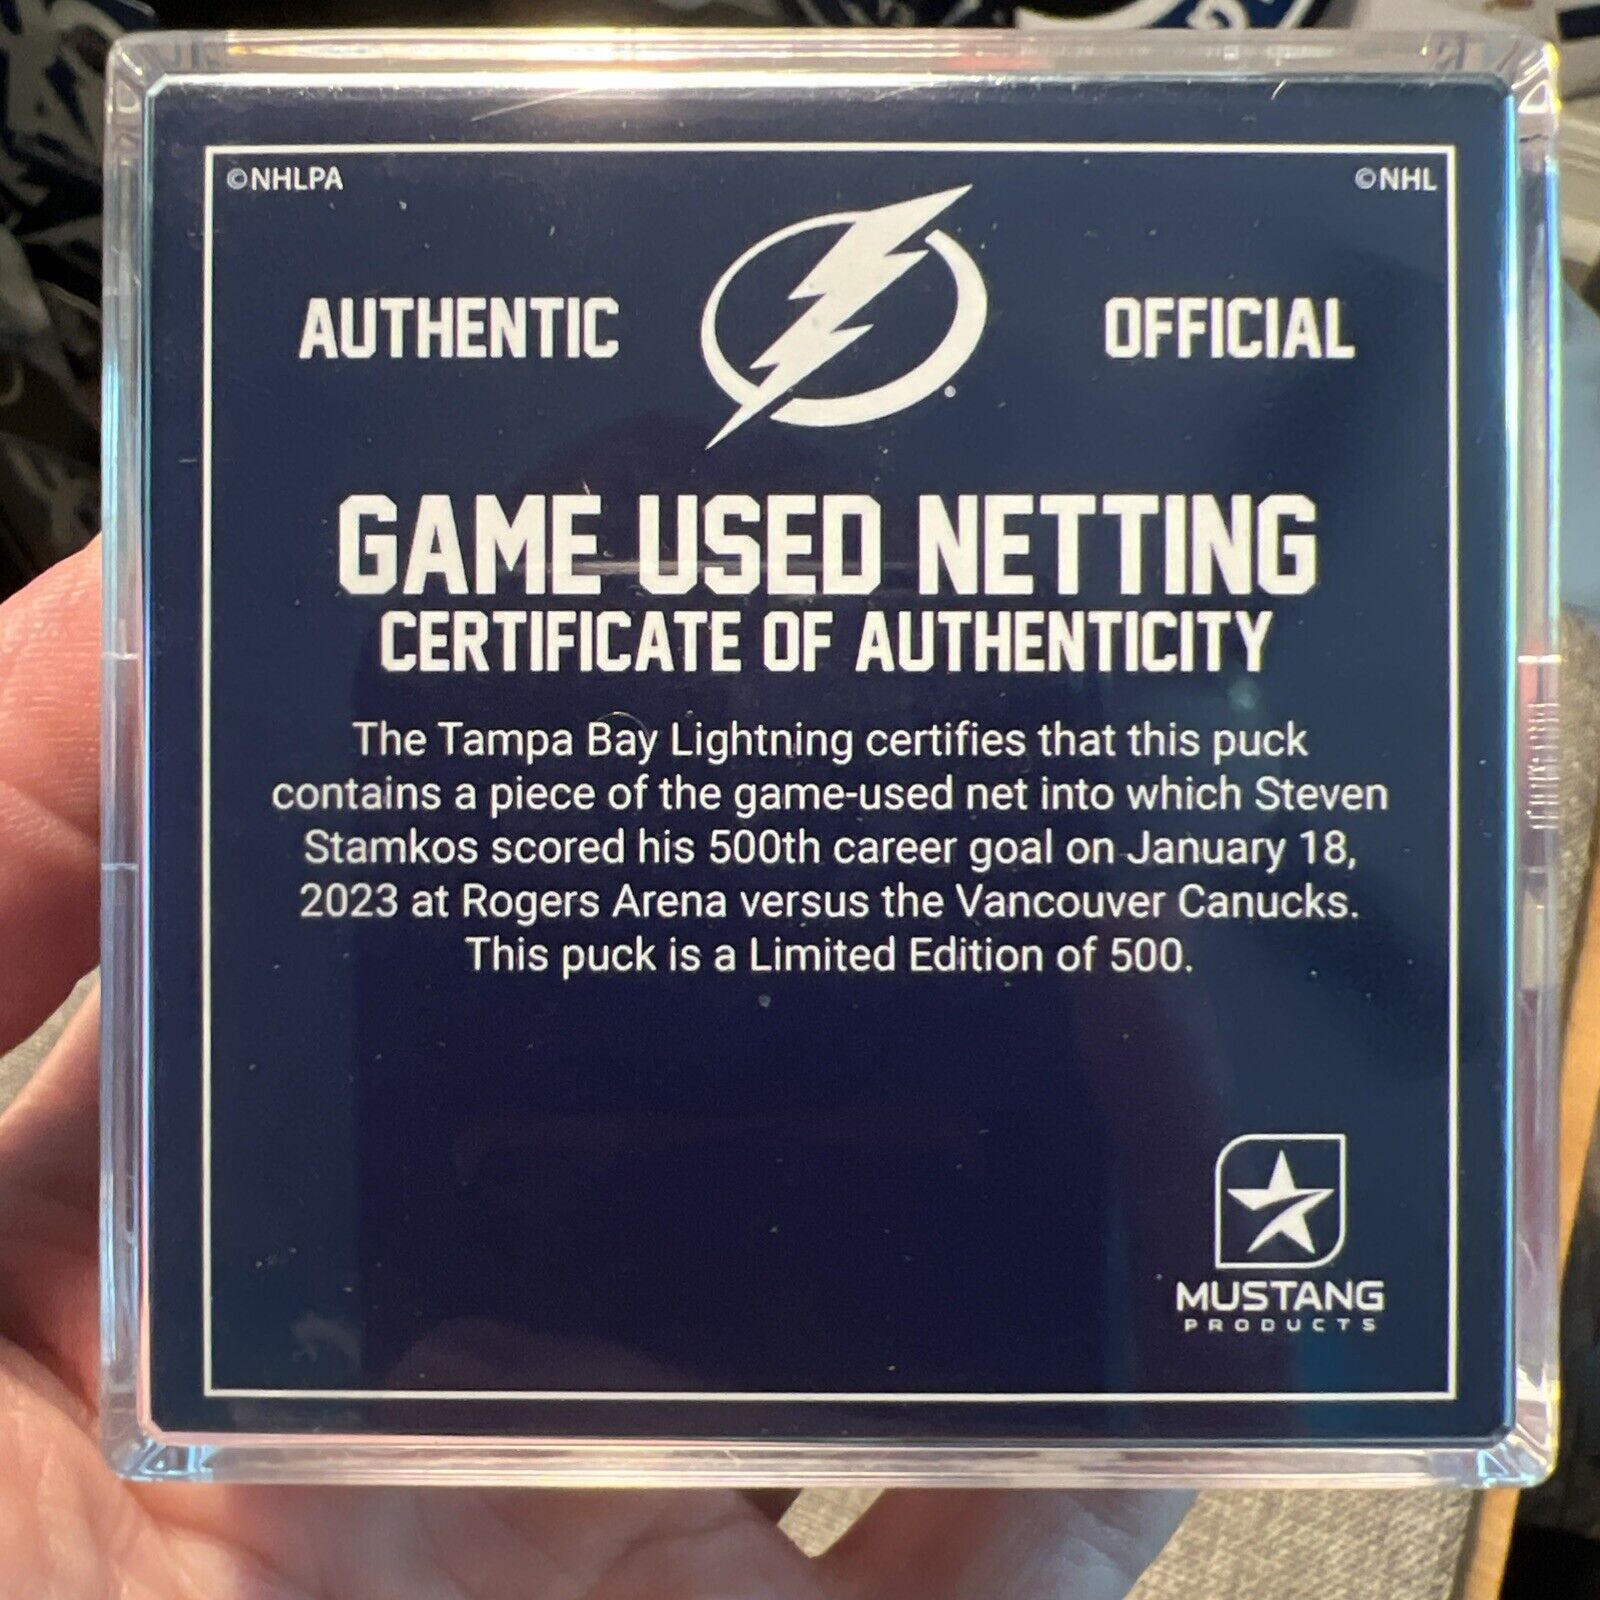 ©NHLPA ©NHL
AUTHENTIC OFFICIAL
GAME USED NETTING
CERTIFICATE OF AUTHENTICITY
The Tampa Bay Lightning certifies that this puck
contains a piece of the game-used net into which Steven
Stamkos scored his 500th career goal on January 18,
2023 at Rogers Arena versus the Vancouver Canucks.
This puck is a Limited Edition of 500.
MUSTANG
PRODUCTS